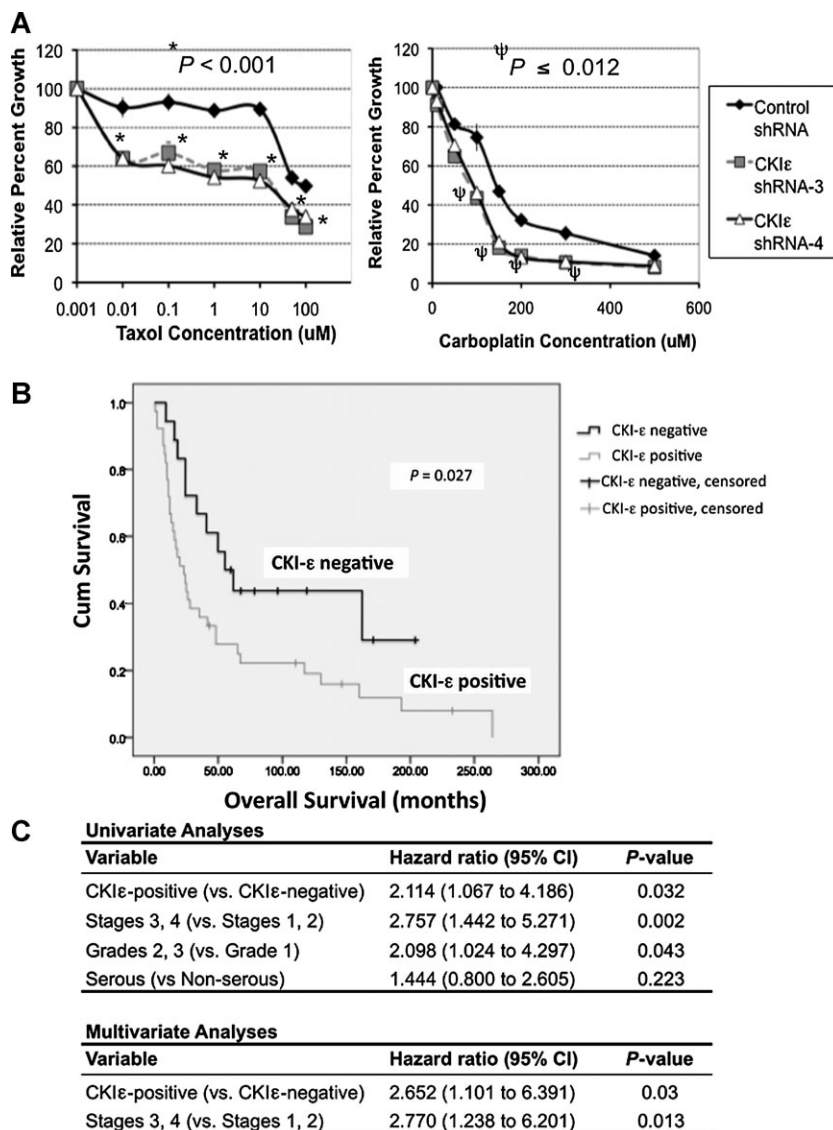 A
Relative Percent Growth
120
100
80
60
40
20
0
* P < 0.001
*
*
*
*
*
*
0.001 0.01 0.1 1 10 100
Taxol Concentration (uM)
Relative Percent Growth
120
100
80
60
40
20
0
ψ P ≤ 0.012
ψ
ψ
ψ
ψ
0 200 400 600
Carboplatin Concentration (uM)
Control shRNA
CKIε shRNA-3
CKIε shRNA-4
B
Cum Survival
1.0
0.8
0.6
0.4
0.2
0.0
P = 0.027
CKI-ε negative
CKI-ε positive
0.00 50.00 100.00 150.00 200.00 250.00 300.00
Overall Survival (months)
CKI-ε negative
CKI-ε positive
CKI-ε negative, censored
CKI-ε positive, censored
C
Univariate Analyses
Variable Hazard ratio (95% CI) P-value
CKIε-positive (vs. CKIε-negative) 2.114 (1.067 to 4.186) 0.032
Stages 3, 4 (vs. Stages 1, 2) 2.757 (1.442 to 5.271) 0.002
Grades 2, 3 (vs. Grade 1) 2.098 (1.024 to 4.297) 0.043
Serous (vs Non-serous) 1.444 (0.800 to 2.605) 0.223
Multivariate Analyses
Variable Hazard ratio (95% CI) P-value
CKIε-positive (vs. CKIε-negative) 2.652 (1.101 to 6.391) 0.03
Stages 3, 4 (vs. Stages 1, 2) 2.770 (1.238 to 6.201) 0.013